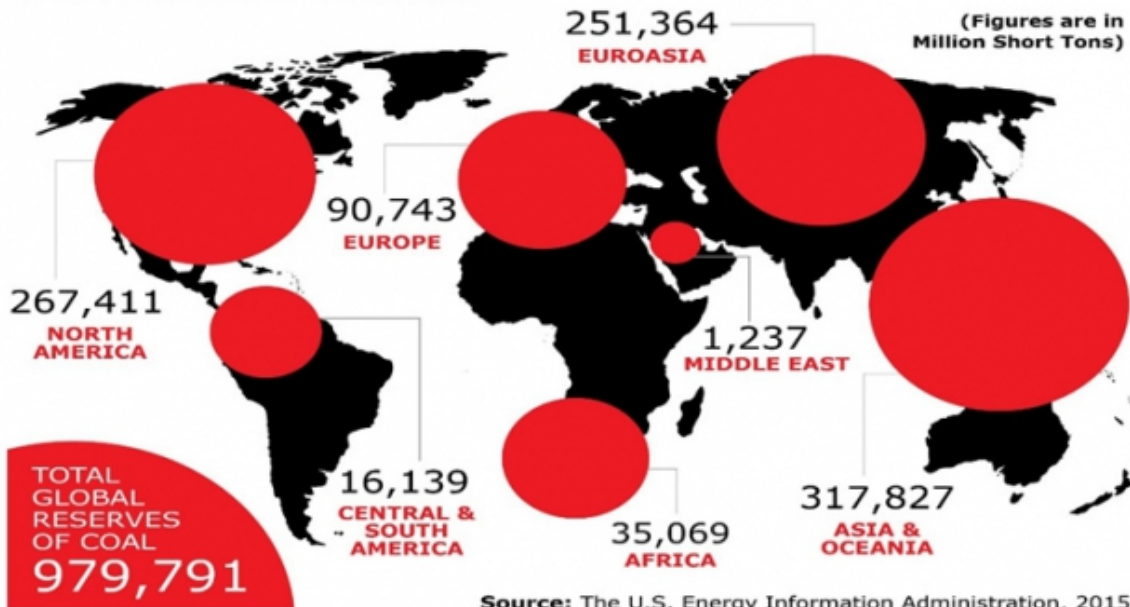 251,364
EUROASIA
(Figures are in
Million Short Tons)
90,743
EUROPE
267,411
NORTH
AMERICA
1,237
MIDDLE EAST
16,139
CENTRAL &
SOUTH
AMERICA
35,069
AFRICA
317,827
ASIA &
OCEANIA
TOTAL
GLOBAL
RESERVES
OF COAL
979,791
Source: The U.S. Energy Information Administration, 2015